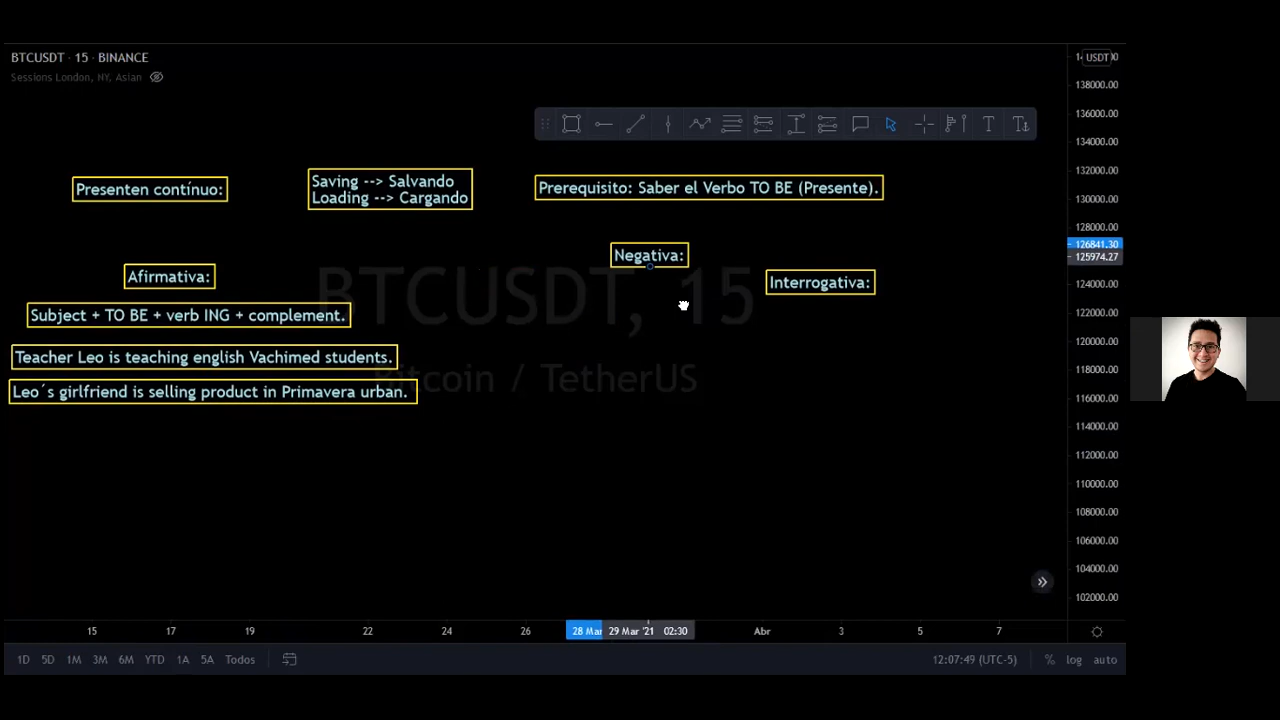 BTCUSDT · 15 · BINANCE
USDT
Sessions London, NY, Asian
138000.00
136000.00
134000.00
132000.00
130000.00
128000.00
126841.30
125974.27
124000.00
122000.00
120000.00
118000.00
116000.00
114000.00
112000.00
110000.00
108000.00
106000.00
104000.00
102000.00
Presenten contínuo:
Saving --> Salvando
Loading --> Cargando
Prerequisito: Saber el Verbo TO BE (Presente).
Negativa:
Afirmativa:
Interrogativa:
BTCUSDT, 15
Bitcoin / TetherUS
Subject + TO BE + verb ING + complement.
Teacher Leo is teaching english Vachimed students.
Leo´s girlfriend is selling product in Primavera urban.
15 17 19 22 24 26 28 Mar 29 Mar '21 02:30 Abr 3 5 7
1D 5D 1M 3M 6M YTD 1A 5A Todos 12:07:49 (UTC-5) % log auto